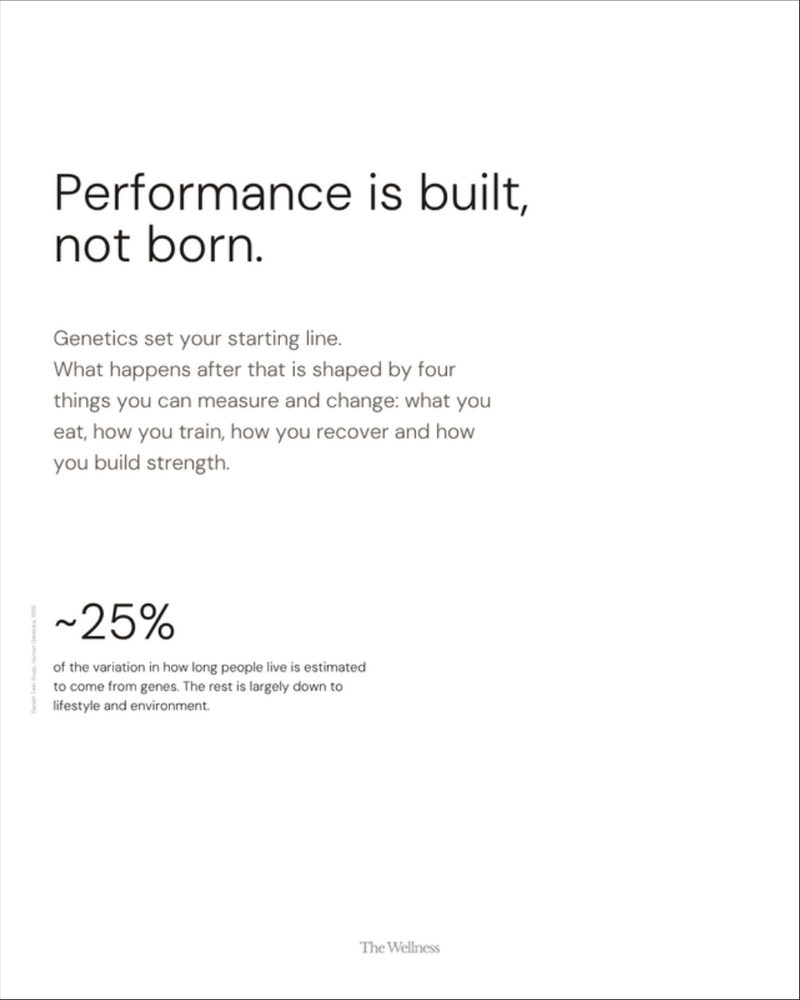 Performance is built,
not born.
Genetics set your starting line.
What happens after that is shaped by four
things you can measure and change: what you
eat, how you train, how you recover and how
you build strength.
Danish Twin Study, Human Genetics, 1996
~25%
of the variation in how long people live is estimated
to come from genes. The rest is largely down to
lifestyle and environment.
The Wellness